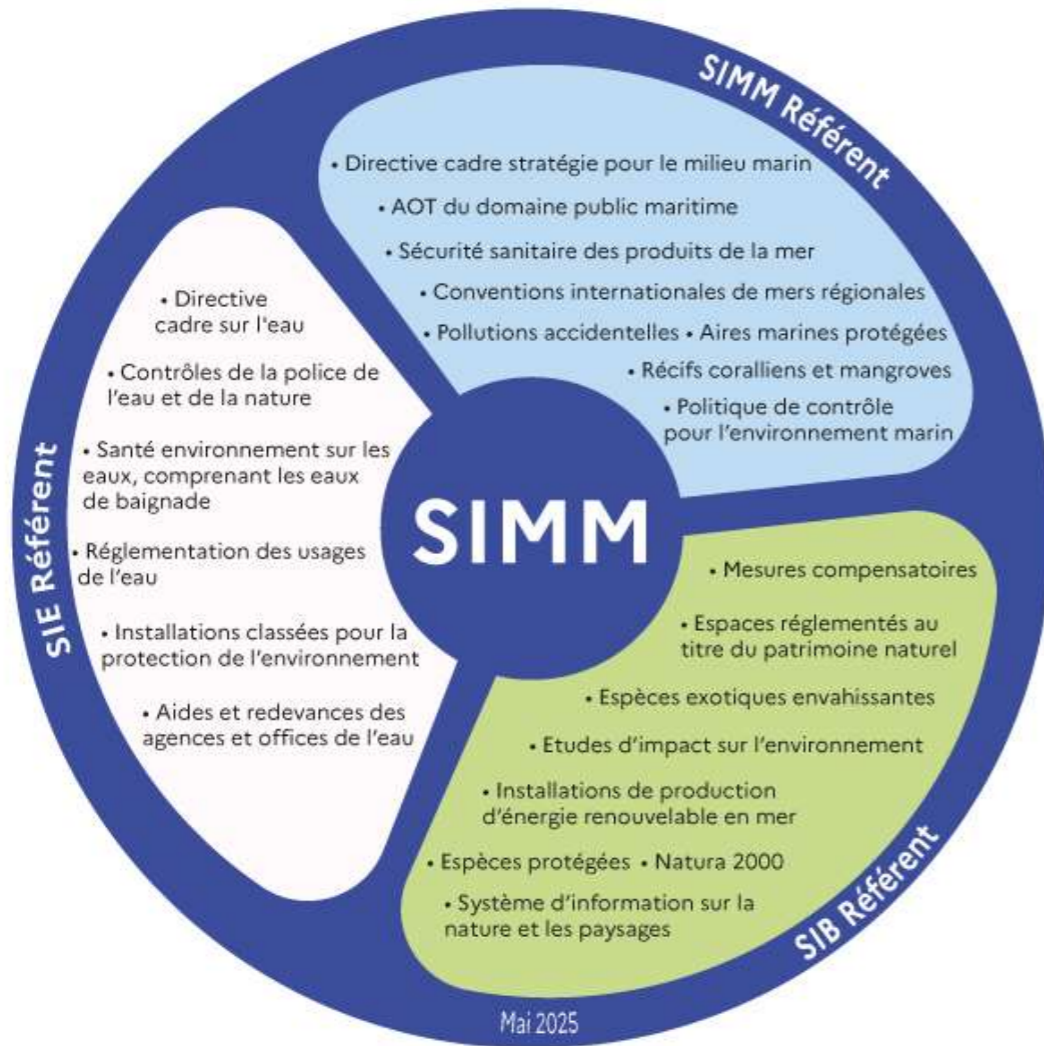 SIMM Référent
• Directive cadre stratégie pour le milieu marin
• AOT du domaine public maritime
• Sécurité sanitaire des produits de la mer
• Conventions internationales de mers régionales
• Pollutions accidentelles • Aires marines protégées
• Récifs coralliens et mangroves
• Politique de contrôle
pour l’environnement marin
SIE Référent
• Directive
cadre sur l'eau
• Contrôles de la police de
l’eau et de la nature
• Santé environnement sur les
eaux, comprenant les eaux
de baignade
• Réglementation des usages
de l’eau
• Installations classées pour la
protection de l’environnement
• Aides et redevances des
agences et offices de l’eau
SIMM
• Mesures compensatoires
• Espaces réglementés au
titre du patrimoine naturel
• Espèces exotiques envahissantes
• Etudes d’impact sur l’environnement
• Installations de production
d’énergie renouvelable en mer
• Espèces protégées • Natura 2000
• Système d’information sur la
nature et les paysages
SIB Référent
Mai 2025